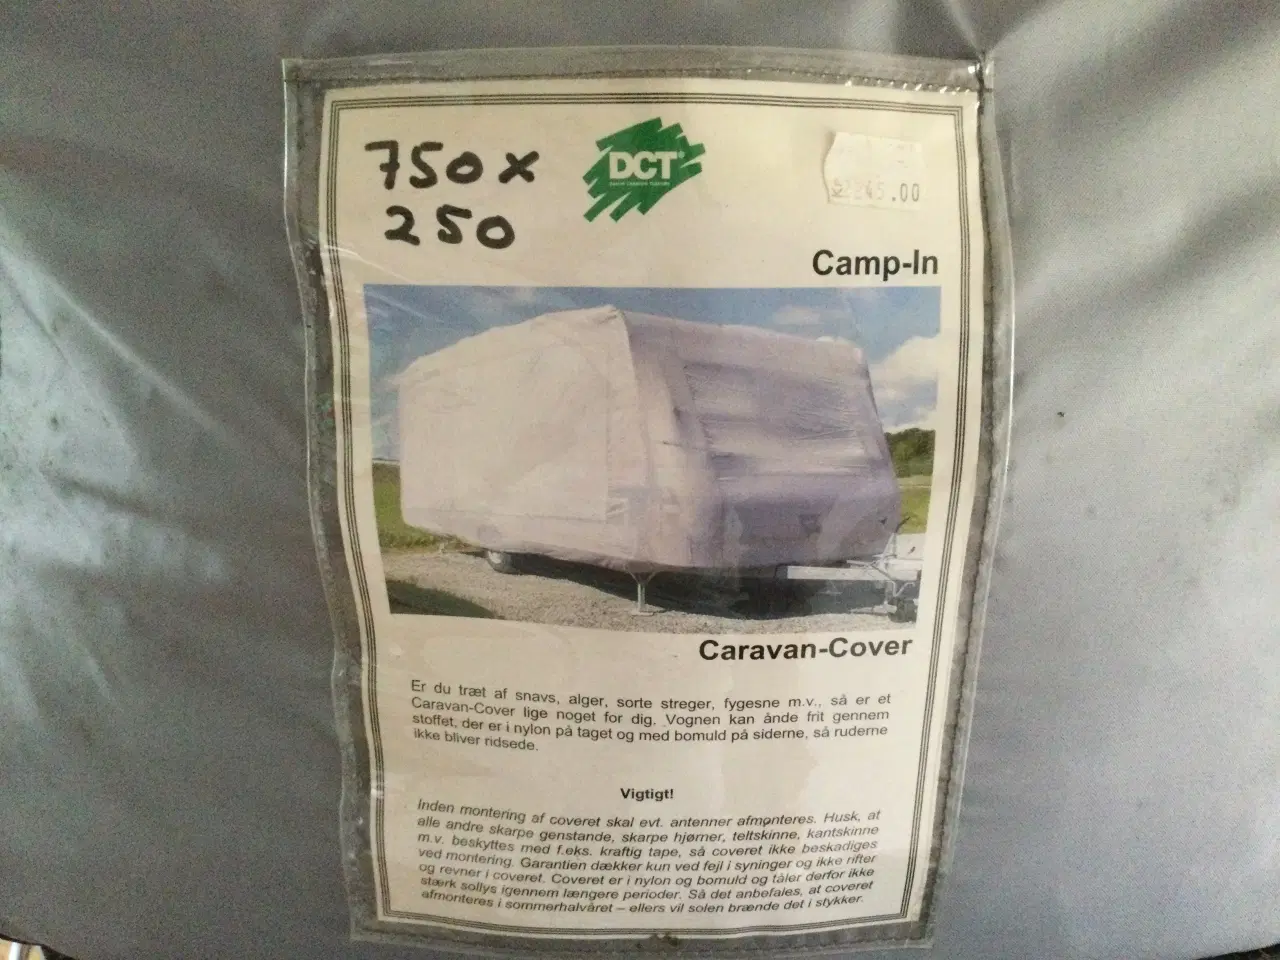 750 x
250
DCT®
.00
Camp-In
Caravan-Cover
Er du træt af snavs, alger, sorte streger, fygesne m.v., så er et
Caravan-Cover lige noget for dig. Vognen kan ånde frit gennem
stoffet, der er i nylon på taget og med bomuld på siderne, så ruderne
ikke bliver ridsede.
Vigtigt!
Inden montering af coveret skal evt. antenner afmonteres. Husk, at
alle andre skarpe genstande, skarpe hjørner, teltskinne, kantskinne
m.v. beskyttes med f.eks. kraftig tape, så coveret ikke beskadiges
ved montering. Garantien dækker kun ved fejl i syninger og ikke rifter
og revner i coveret. Coveret er i nylon og bomuld og tåler derfor ikke
stærk sollys igennem længere perioder. Så det anbefales, at coveret
afmonteres i sommerhalvåret – ellers vil solen brænde det i stykker.